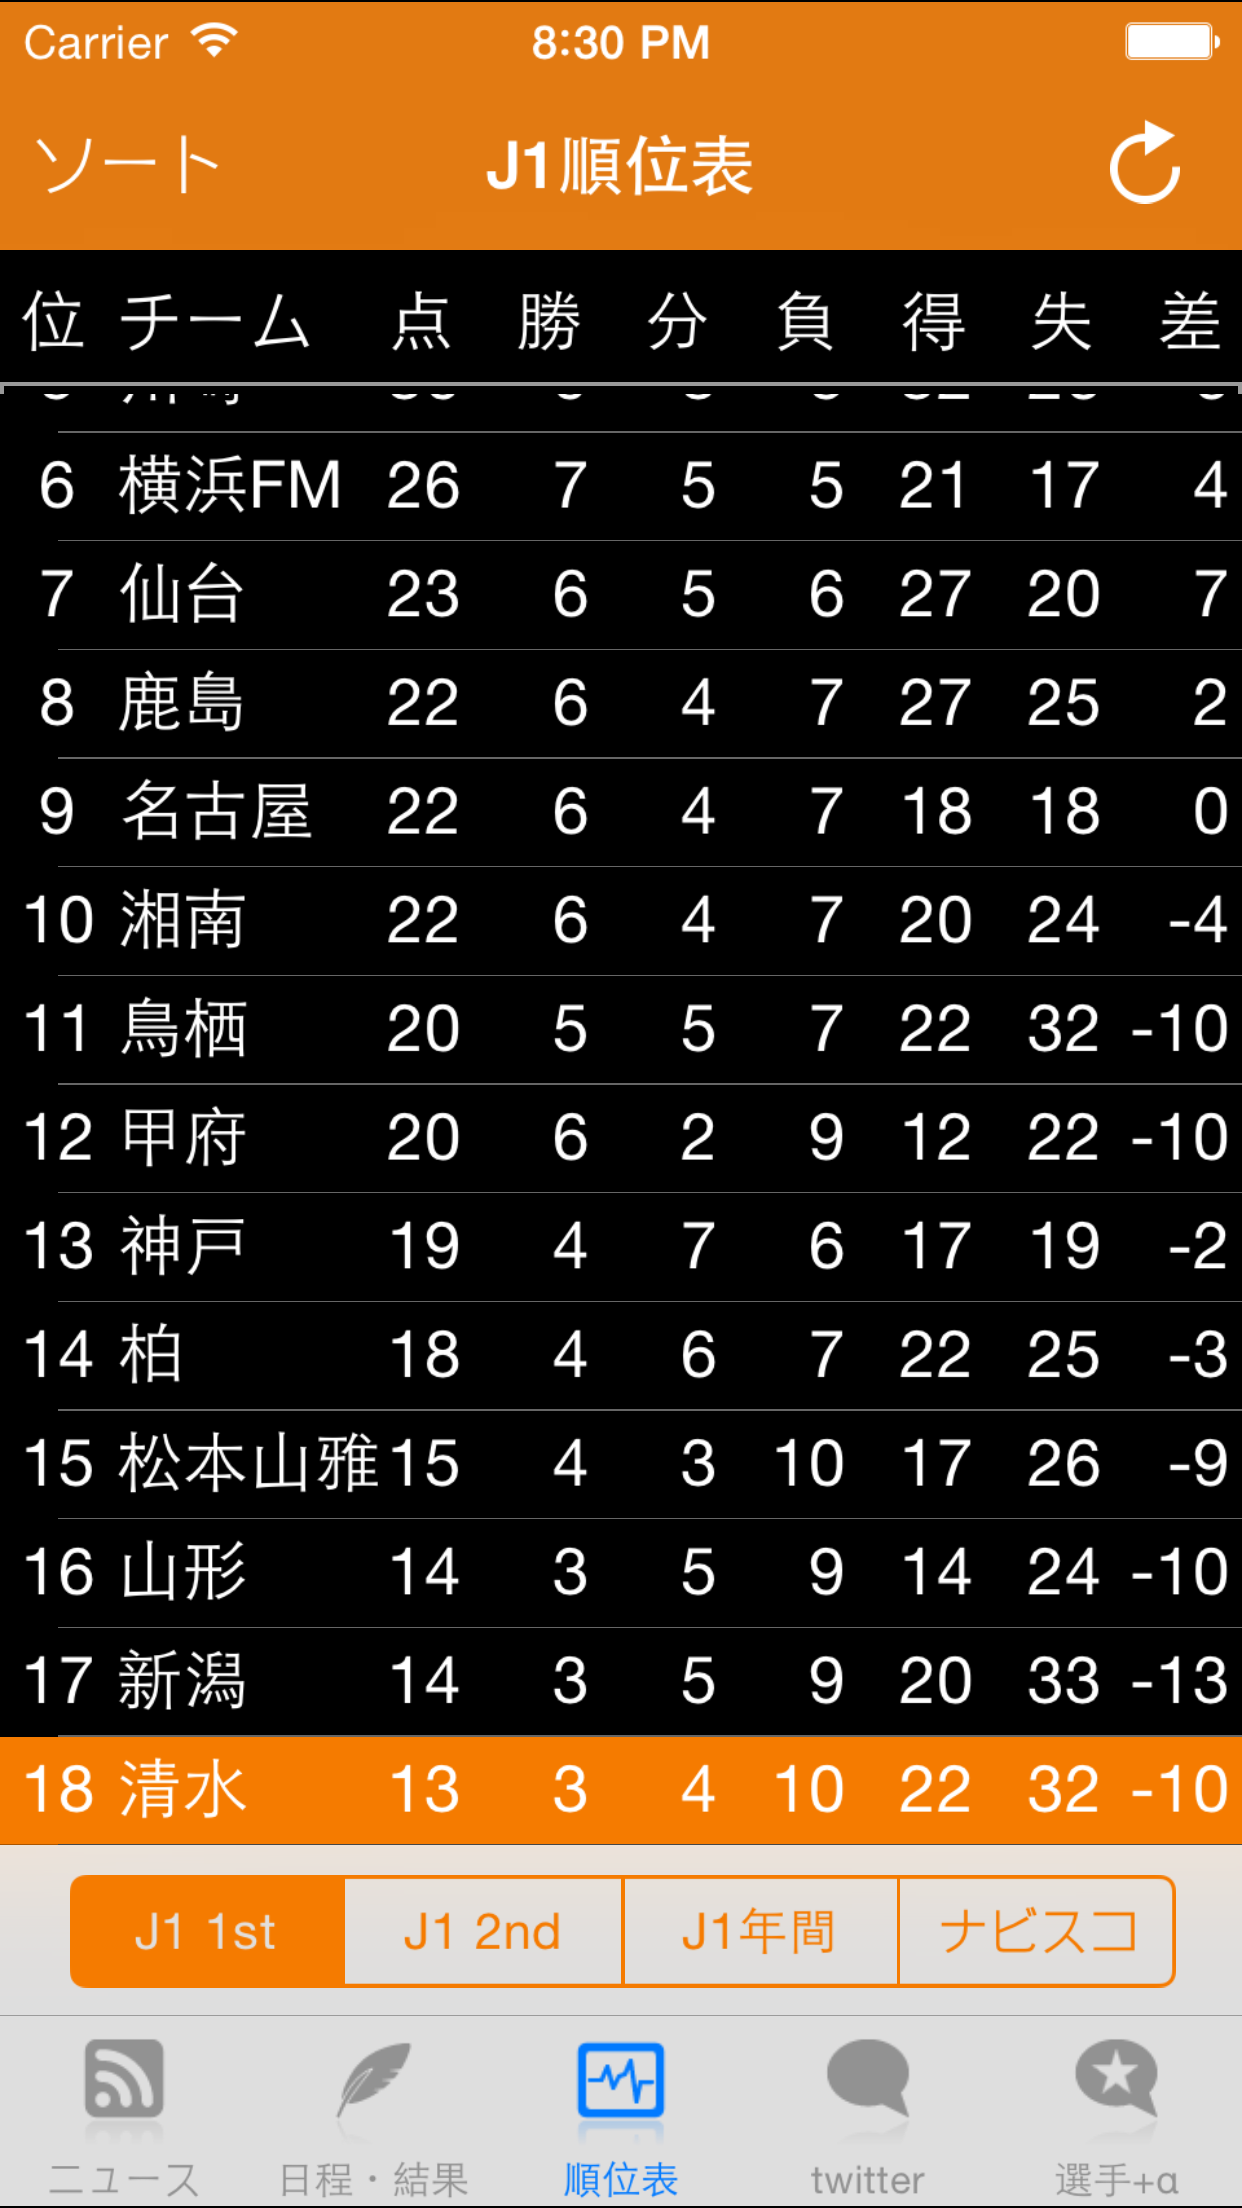 Carrier 8:30 PM
ソート J1順位表
位 チーム 点 勝 分 負 得 失 差
6 横浜FM 26 7 5 5 21 17 4
7 仙台 23 6 5 6 27 20 7
8 鹿島 22 6 4 7 27 25 2
9 名古屋 22 6 4 7 18 18 0
10 湘南 22 6 4 7 20 24 -4
11 鳥栖 20 5 5 7 22 32 -10
12 甲府 20 6 2 9 12 22 -10
13 神戸 19 4 7 6 17 19 -2
14 柏 18 4 6 7 22 25 -3
15 松本山雅 15 4 3 10 17 26 -9
16 山形 14 3 5 9 14 24 -10
17 新潟 14 3 5 9 20 33 -13
18 清水 13 3 4 10 22 32 -10
J1 1st J1 2nd J1年間 ナビスコ
ニュース 日程・結果 順位表 twitter 選手+α